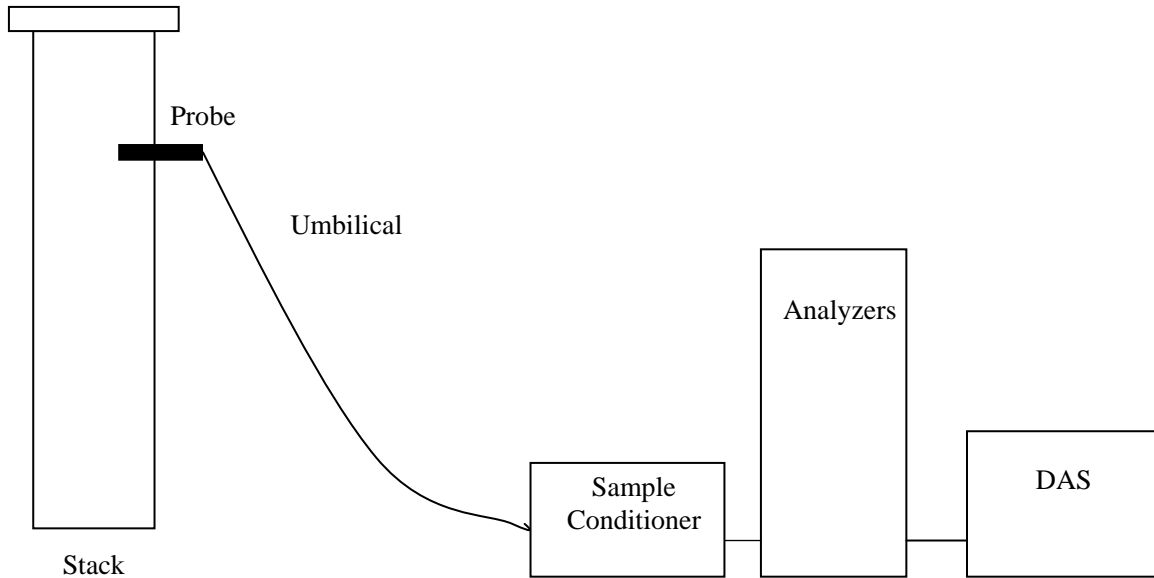 Probe
Umbilical
Analyzers
Sample
Conditioner
DAS
Stack